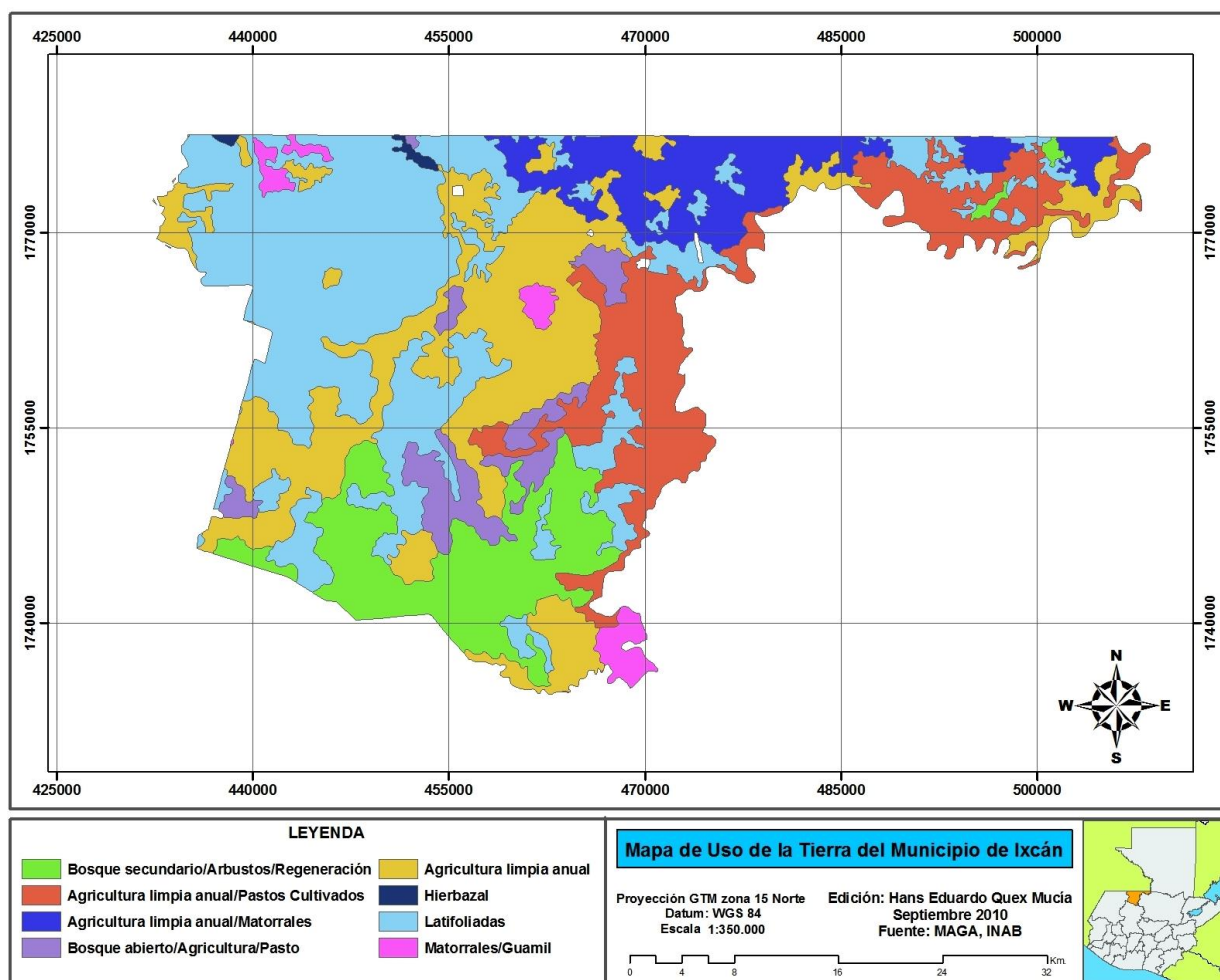 425000 440000 455000 470000 485000 500000
1770000 1770000
1755000 1755000
1740000 1740000
N
W E
S
425000 440000 455000 470000 485000 500000
LEYENDA
Bosque secundario/Arbustos/Regeneración
Agricultura limpia anual/Pastos Cultivados
Agricultura limpia anual/Matorrales
Bosque abierto/Agricultura/Pasto
Agricultura limpia anual
Hierbazal
Latifoliadas
Matorrales/Guamil
Mapa de Uso de la Tierra del Municipio de Ixcán
Proyección GTM zona 15 Norte
Datum: WGS 84
Escala 1:350.000
Edición: Hans Eduardo Quex Mucía
Septiembre 2010
Fuente: MAGA, INAB
Km.
0 2 4 8 16 24 32